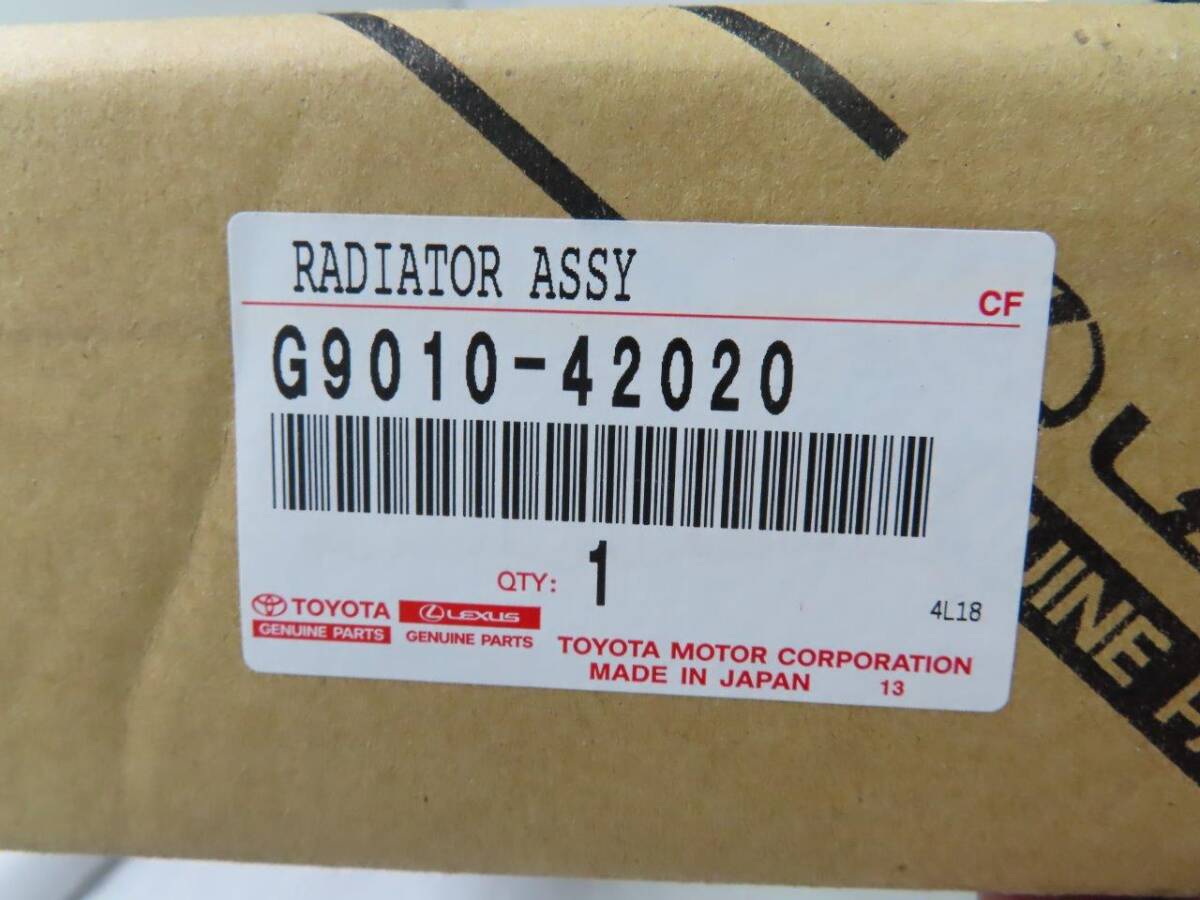 RADIATOR ASSY
CF
G9010-42020
QTY: 1
4L18
TOYOTA
GENUINE PARTS
LEXUS
GENUINE PARTS
TOYOTA MOTOR CORPORATION
MADE IN JAPAN 13